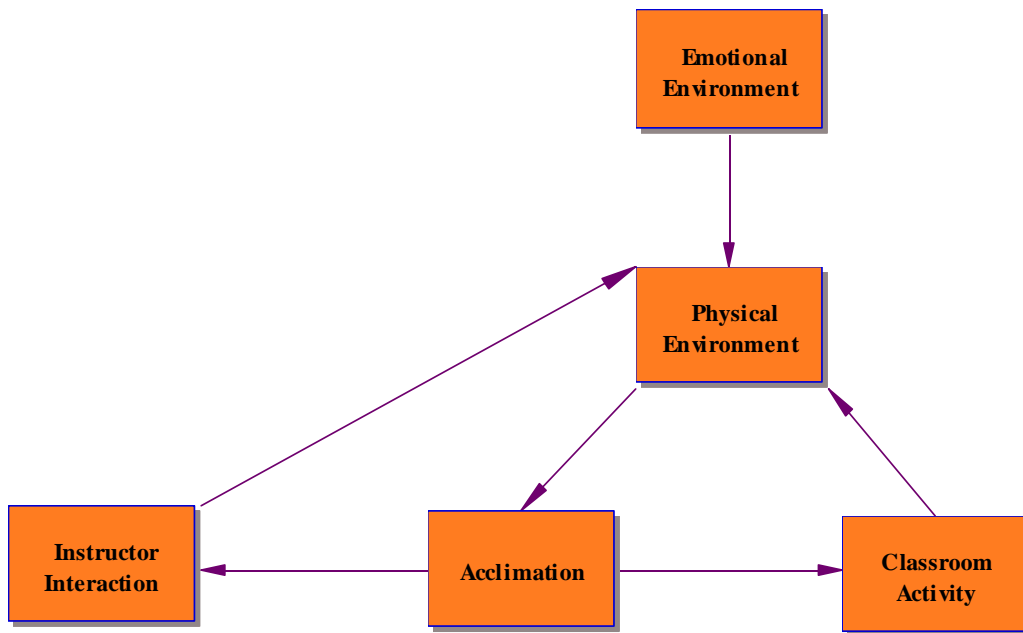 Emotional
Environment
Physical
Environment
Instructor
Interaction
Acclimation
Classroom
Activity